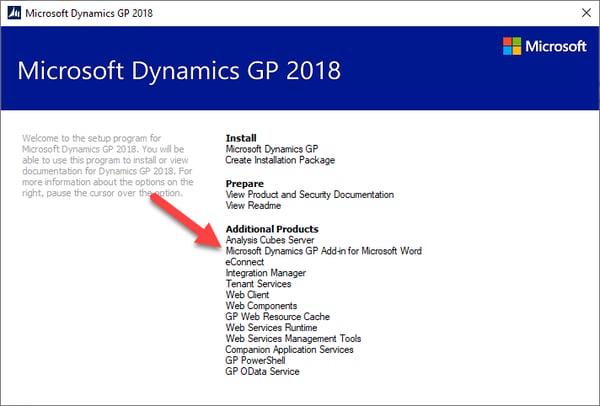 Microsoft Dynamics GP 2018
Microsoft
Microsoft Dynamics GP 2018
Welcome to the setup program for
Microsoft Dynamics GP 2018. You will be
able to use this program to install or view
documentation for Dynamics GP 2018. For
more information about the options on the
right, pause the cursor over the option.
Install
Microsoft Dynamics GP
Create Installation Package
Prepare
View Product and Security Documentation
View Readme
Additional Products
Analysis Cubes Server
Microsoft Dynamics GP Add-in for Microsoft Word
eConnect
Integration Manager
Tenant Services
Web Client
Web Components
GP Web Resource Cache
Web Services Runtime
Web Services Management Tools
Companion Application Services
GP PowerShell
GP OData Service